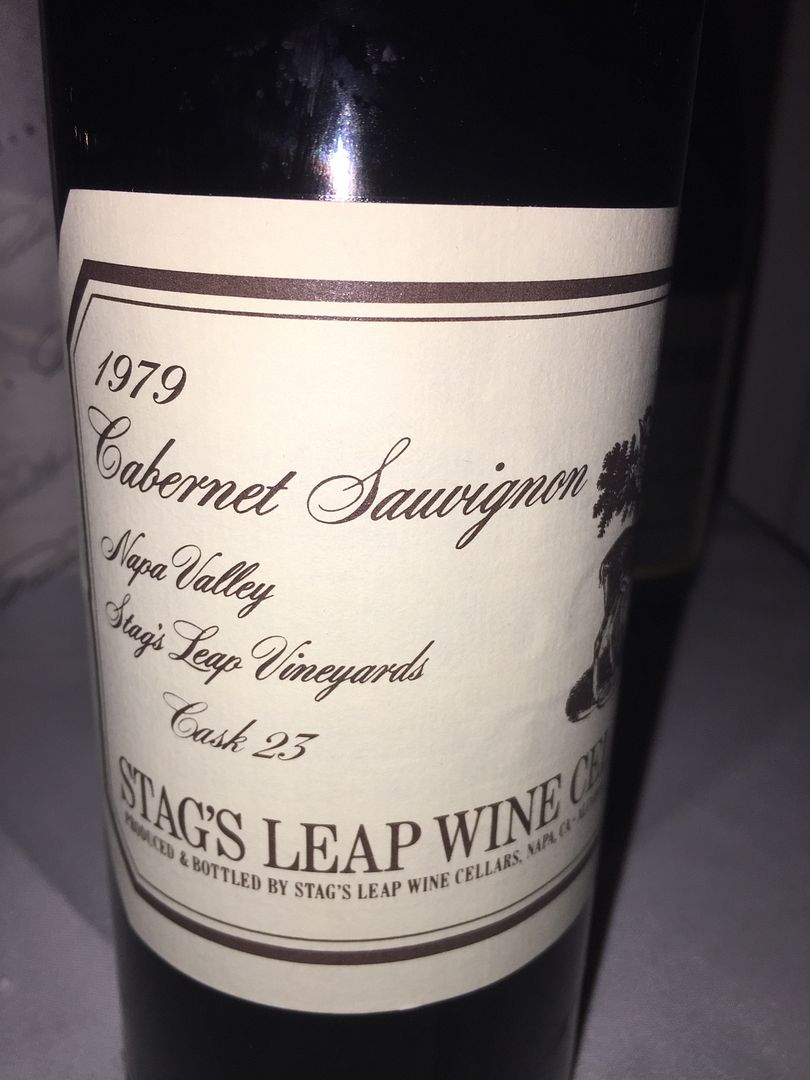 1979
Cabernet Sauvignon
Napa Valley
Stag's Leap Vineyards
Cask 23
STAG'S LEAP WINE
PRODUCED & BOTTLED BY STAG'S LEAP WINE CELLARS, NAPA, CA